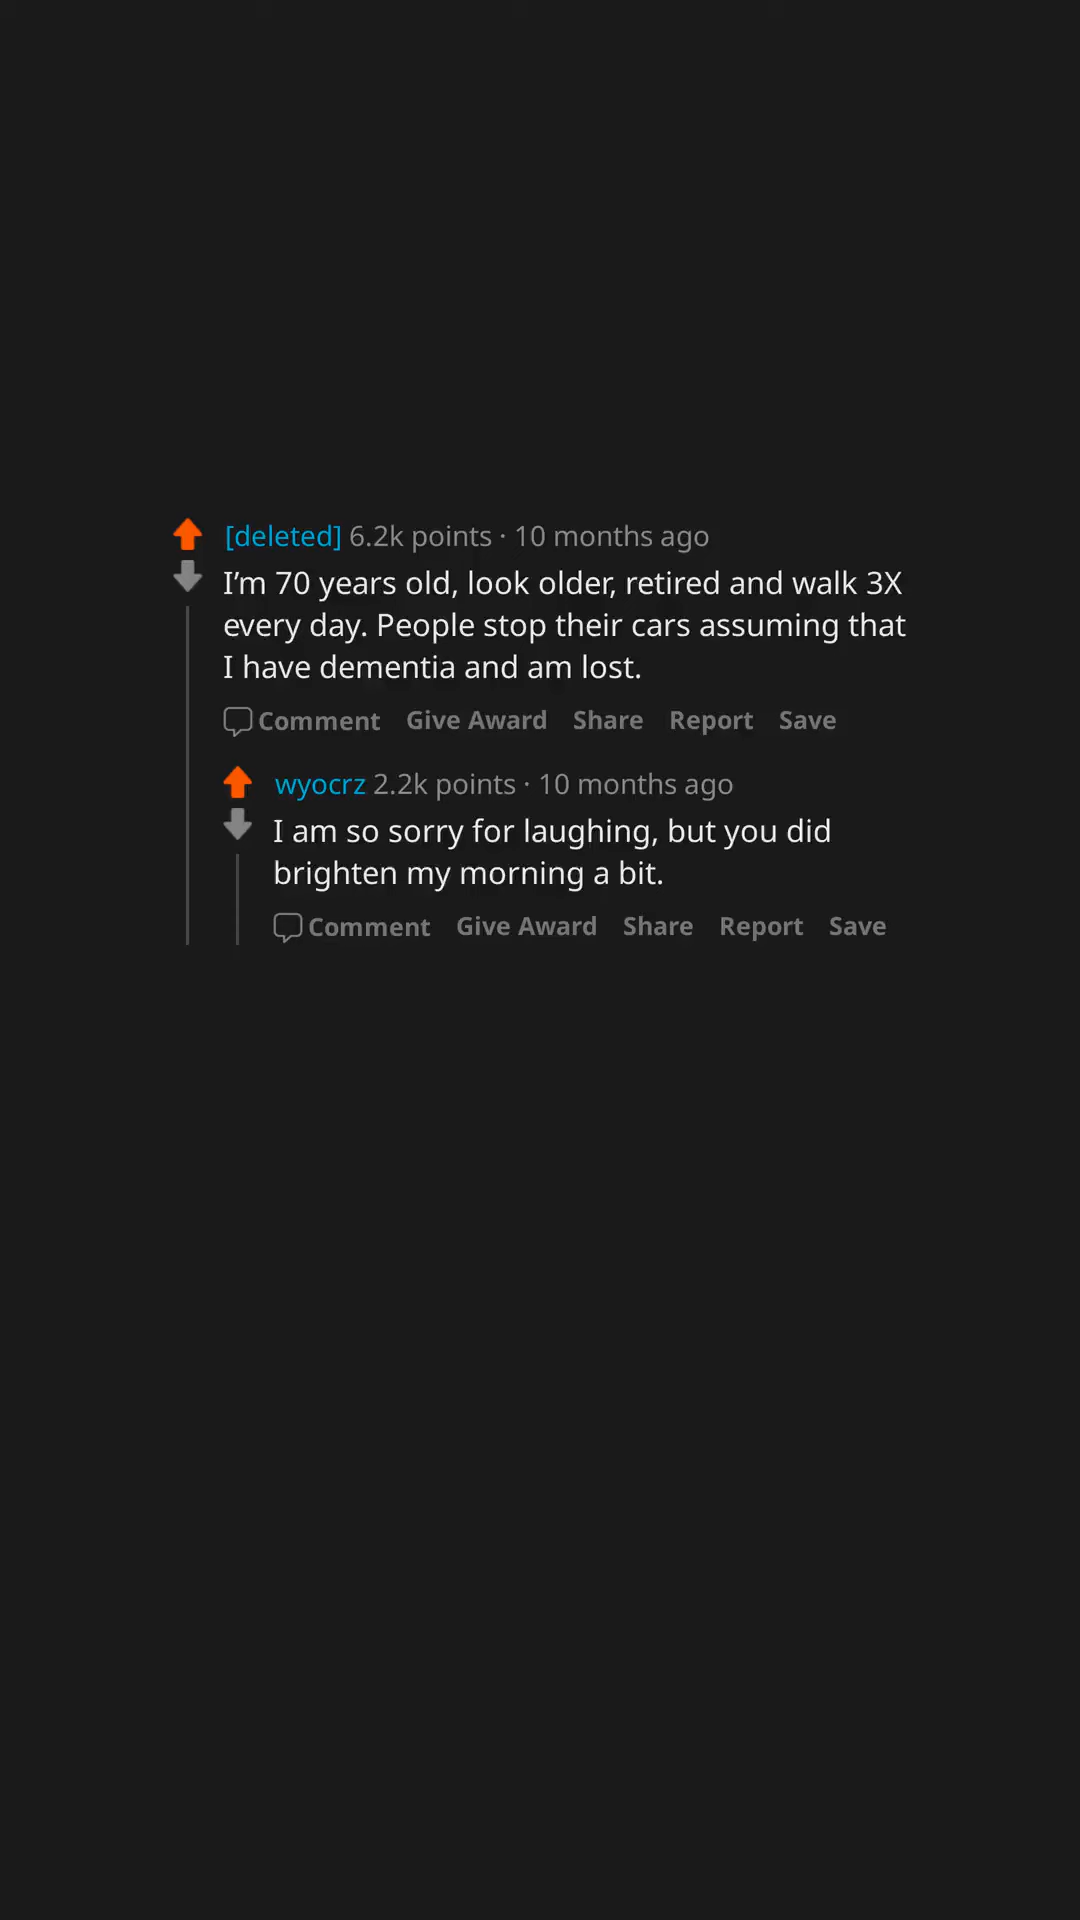 [deleted] 6.2k points · 10 months ago
I’m 70 years old, look older, retired and walk 3X
every day. People stop their cars assuming that
I have dementia and am lost.
Comment Give Award Share Report Save
wyocrz 2.2k points · 10 months ago
I am so sorry for laughing, but you did
brighten my morning a bit.
Comment Give Award Share Report Save